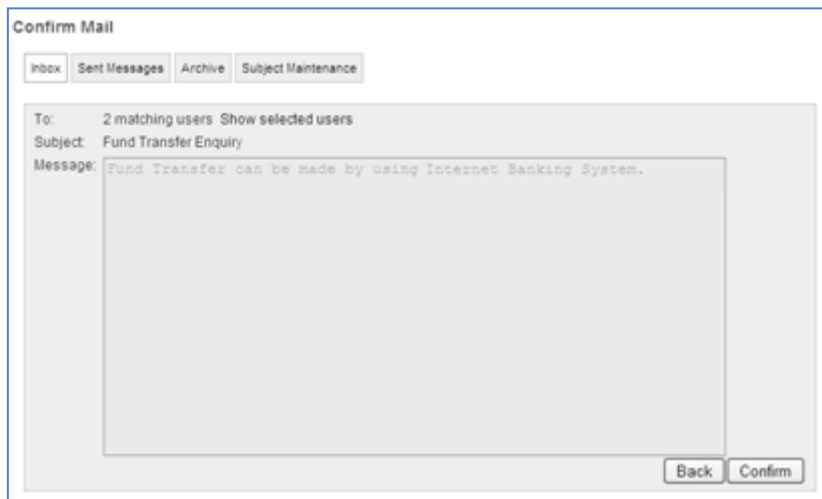 Confirm Mail
Inbox Sent Messages Archive Subject Maintenance
To: 2 matching users Show selected users
Subject: Fund Transfer Enquiry
Message: Fund Transfer can be made by using Internet Banking System.
Back Confirm